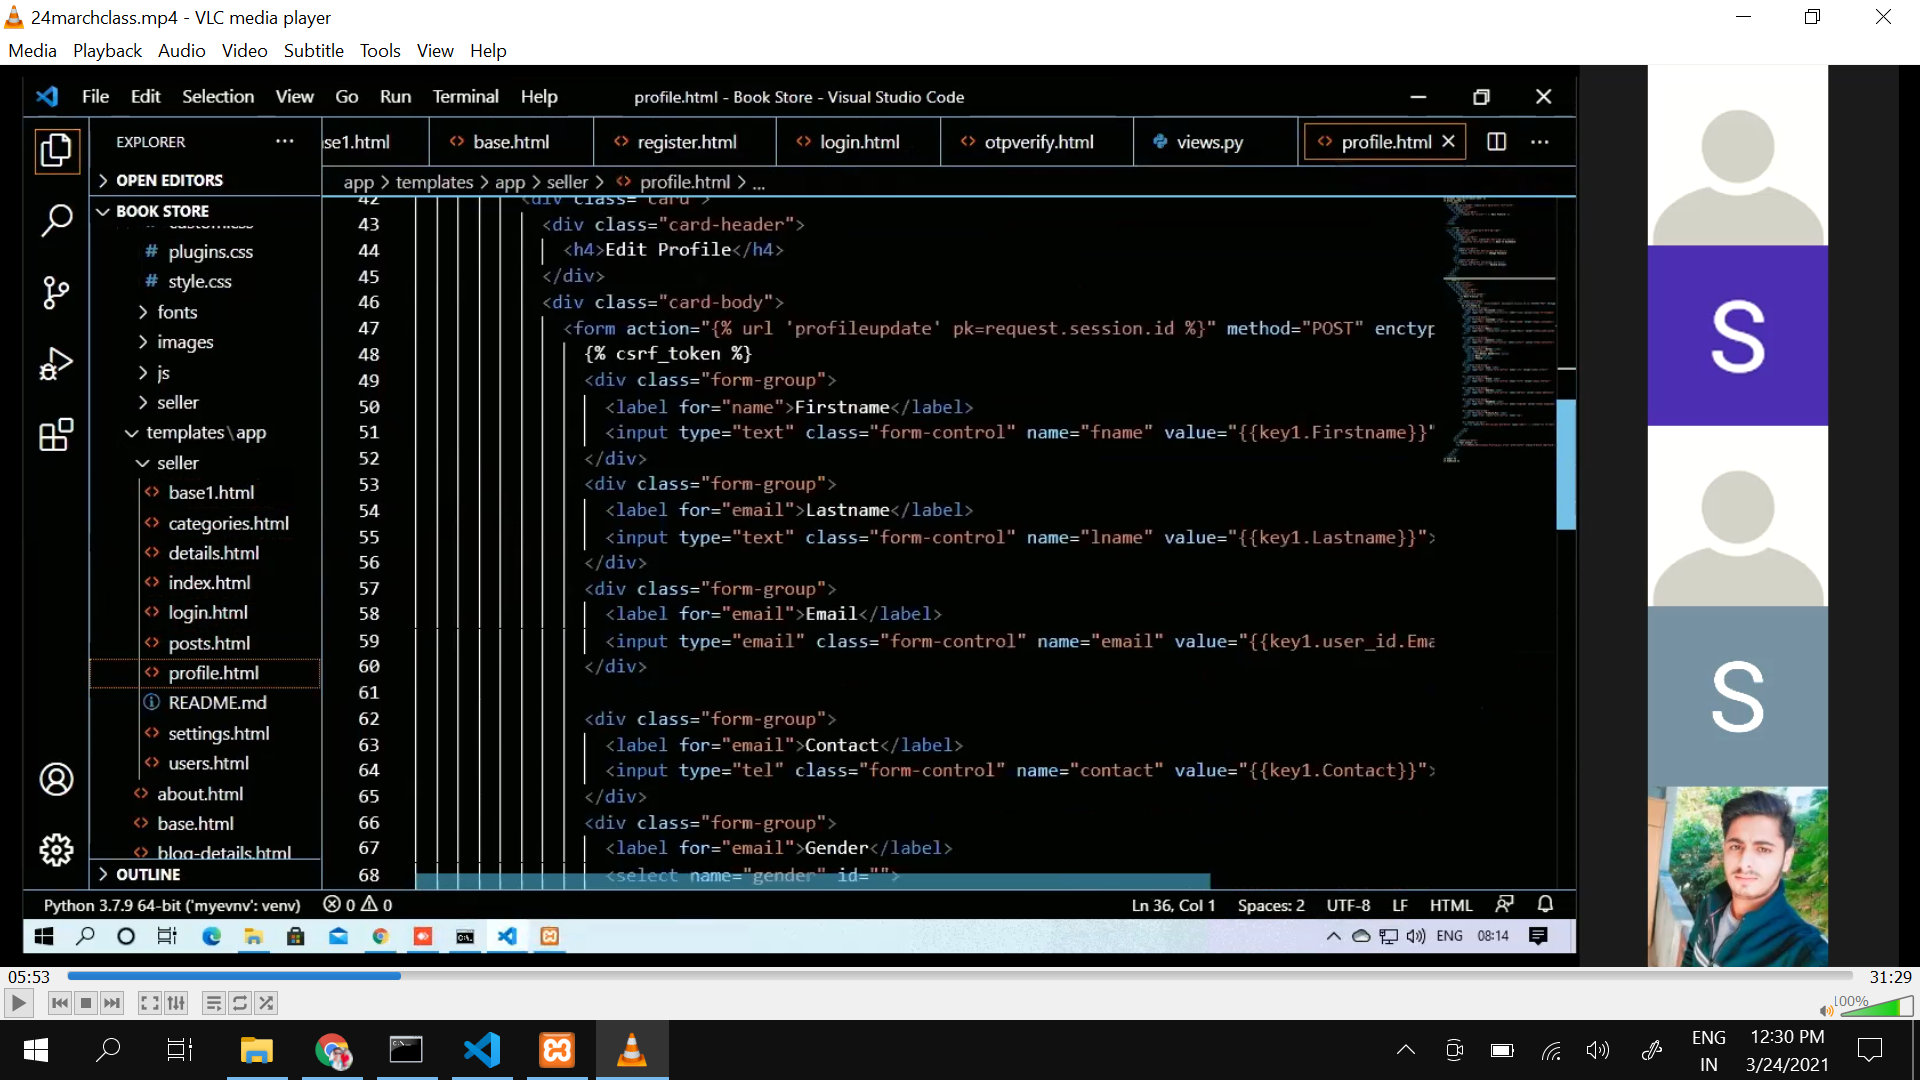 24marchclass.mp4 - VLC media player
Media Playback Audio Video Subtitle Tools View Help
File Edit Selection View Go Run Terminal Help profile.html - Book Store - Visual Studio Code
EXPLORER
se1.html base.html register.html login.html otpverify.html views.py profile.html
OPEN EDITORS
app > templates > app > seller > profile.html > ...
BOOK STORE
custom.css
# plugins.css
# style.css
fonts
images
js
seller
templates\app
seller
base1.html
categories.html
details.html
index.html
login.html
posts.html
profile.html
README.md
settings.html
users.html
about.html
base.html
blog-details.html
OUTLINE
42 <div class="card">
43 <div class="card-header">
44 <h4>Edit Profile</h4>
45 </div>
46 <div class="card-body">
47 <form action="{% url 'profileupdate' pk=request.session.id %}" method="POST" enctyp
48 {% csrf_token %}
49 <div class="form-group">
50 <label for="name">Firstname</label>
51 <input type="text" class="form-control" name="fname" value="{{key1.Firstname}}"
52 </div>
53 <div class="form-group">
54 <label for="email">Lastname</label>
55 <input type="text" class="form-control" name="lname" value="{{key1.Lastname}}">
56 </div>
57 <div class="form-group">
58 <label for="email">Email</label>
59 <input type="email" class="form-control" name="email" value="{{key1.user_id.Ema
60 </div>
61
62 <div class="form-group">
63 <label for="email">Contact</label>
64 <input type="tel" class="form-control" name="contact" value="{{key1.Contact}}">
65 </div>
66 <div class="form-group">
67 <label for="email">Gender</label>
68 <select name="gender" id="">
S
S
Python 3.7.9 64-bit ('myevnv': venv) 0 0 Ln 36, Col 1 Spaces: 2 UTF-8 LF HTML
ENG 08:14
05:53 31:29
100%
ENG
IN
12:30 PM
3/24/2021